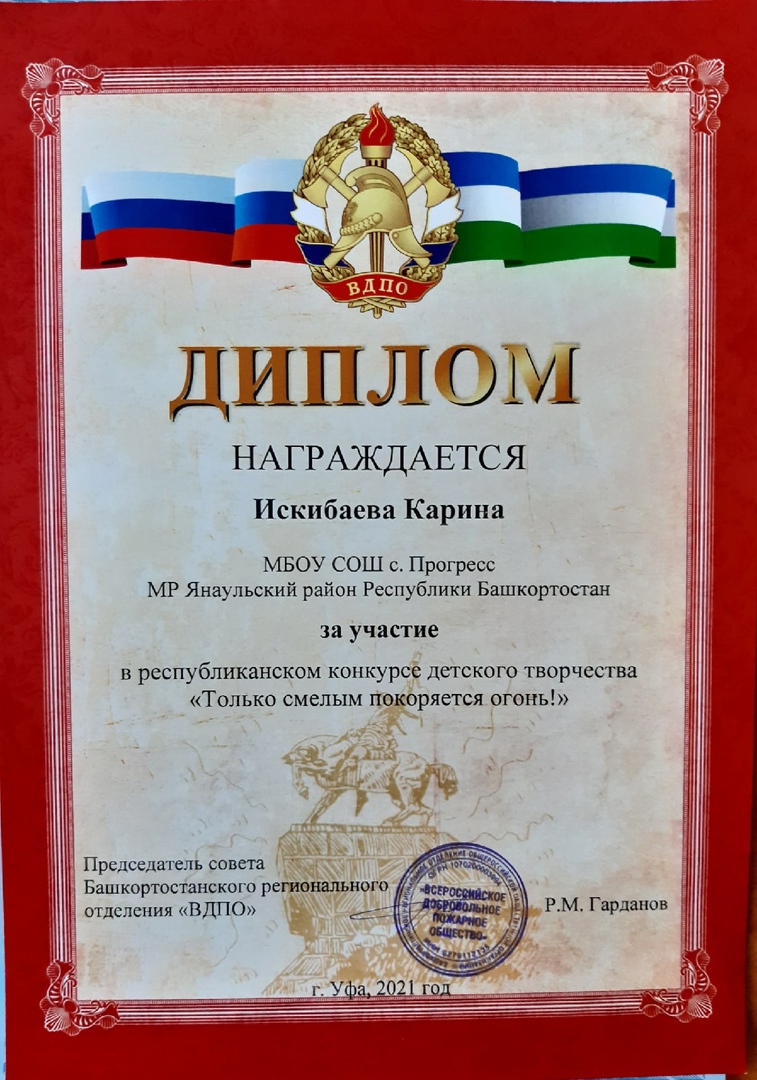 ВДПО
ДИПЛОМ
НАГРАЖДАЕТСЯ
Искибаева Карина
МБОУ СОШ с. Прогресс
МР Янаульский район Республики Башкортостан
за участие
в республиканском конкурсе детского творчества
«Только смелым покоряется огонь!»
Председатель совета
Башкортостанского регионального
отделения «ВДПО»
«ВСЕРОССИЙСКОЕ
ДОБРОВОЛЬНОЕ
ПОЖАРНОЕ
ОБЩЕСТВО»
Р.М. Гарданов
г. Уфа, 2021 год